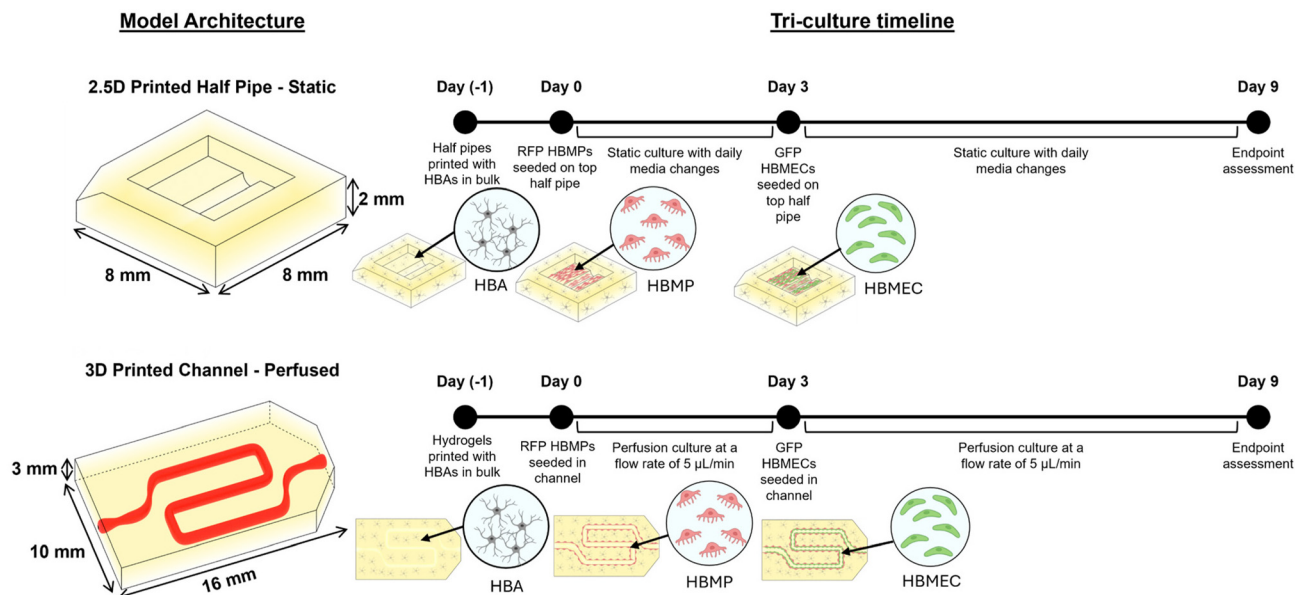 Model Architecture
Tri-culture timeline
2.5D Printed Half Pipe - Static
2 mm
8 mm
8 mm
Day (-1)
Day 0
Day 3
Day 9
Half pipes
printed with
HBAs in bulk
RFP HBMPs
seeded on top
half pipe
Static culture with daily
media changes
GFP
HBMECs
seeded on
top half
pipe
Static culture with daily
media changes
Endpoint
assessment
HBA
HBMP
HBMEC
3D Printed Channel - Perfused
3 mm
10 mm
16 mm
Day (-1)
Day 0
Day 3
Day 9
Hydrogels
printed with
HBAs in bulk
RFP HBMPs
seeded in
channel
Perfusion culture at a
flow rate of 5 µL/min
GFP
HBMECs
seeded in
channel
Perfusion culture at a
flow rate of 5 µL/min
Endpoint
assessment
HBA
HBMP
HBMEC